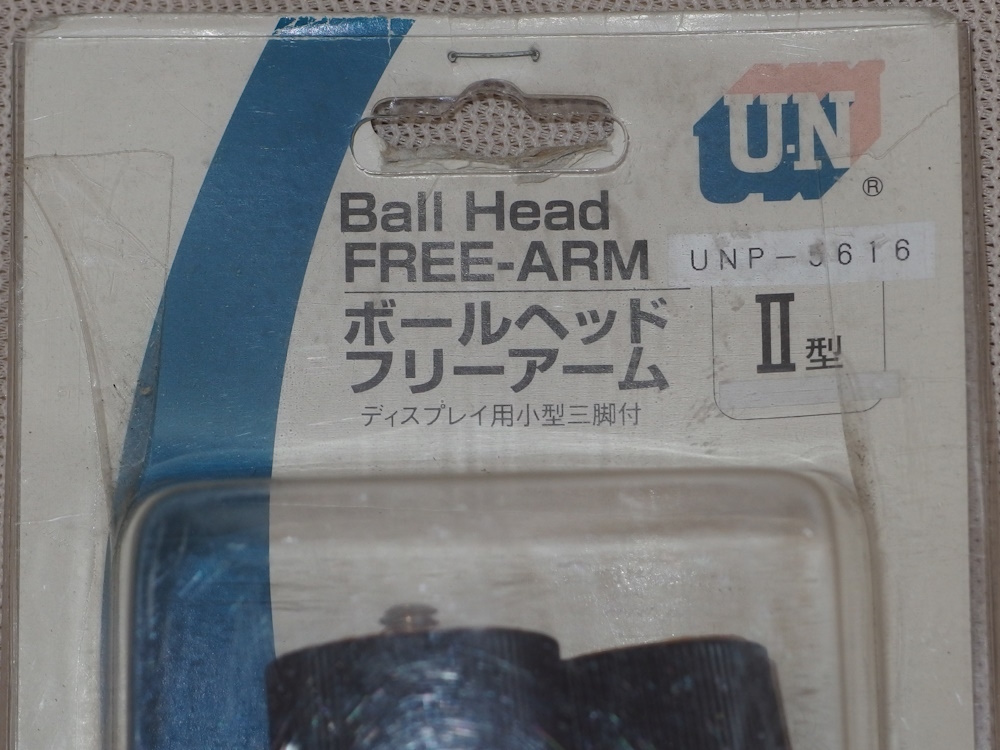 U·N
®
Ball Head
FREE-ARM
UNP-5616
ボールヘッド
フリーアーム
II型
ディスプレイ用小型三脚付